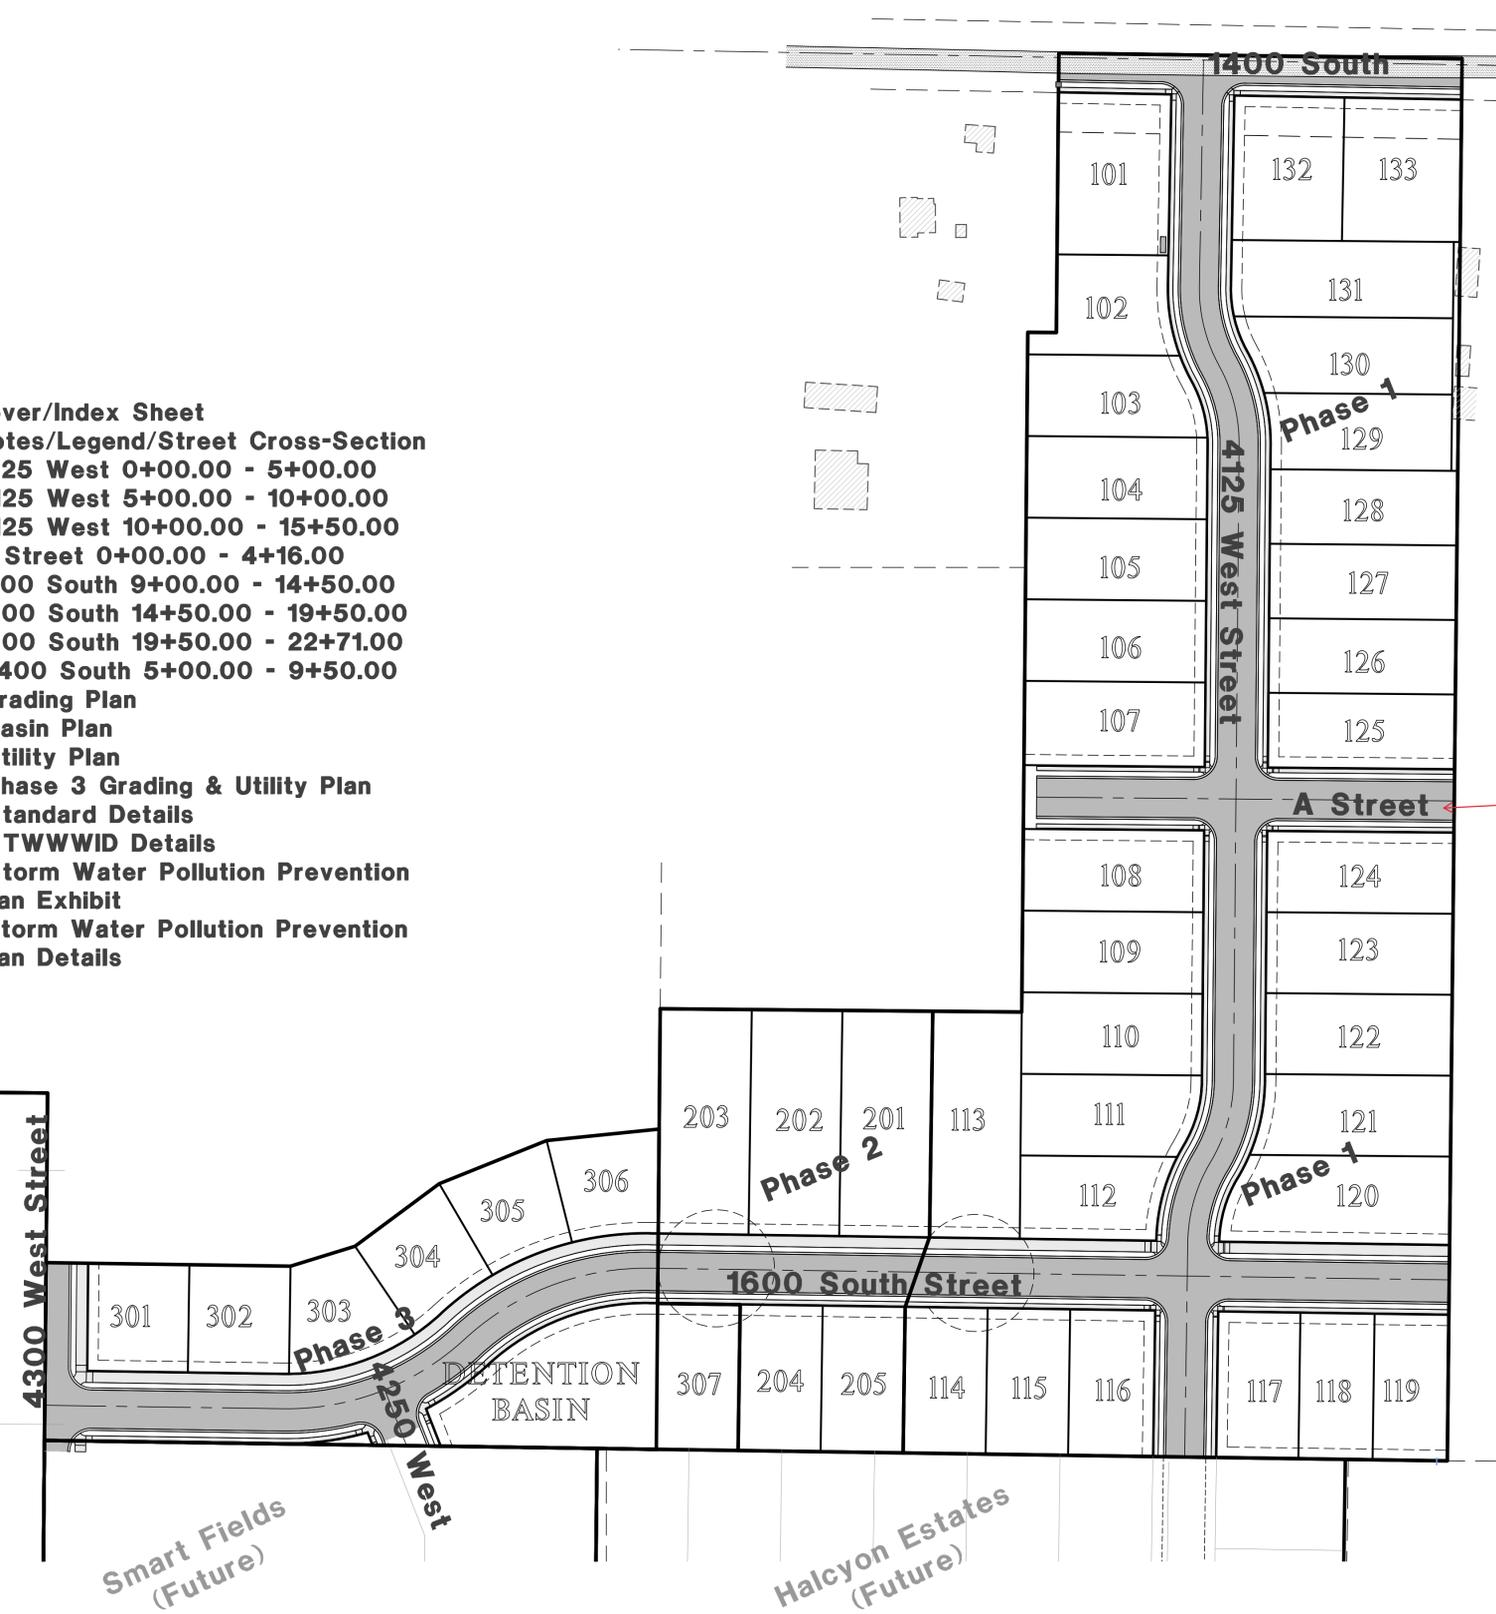 1400 South
101
132
133
102
131
130
Phase 1
103
129
104
128
105
127
106
126
107
125
4125 West Street
A Street
ver/Index Sheet
otes/Legend/Street Cross-Section
25 West 0+00.00 - 5+00.00
25 West 5+00.00 - 10+00.00
125 West 10+00.00 - 15+50.00
Street 0+00.00 - 4+16.00
00 South 9+00.00 - 14+50.00
00 South 14+50.00 - 19+50.00
00 South 19+50.00 - 22+71.00
400 South 5+00.00 - 9+50.00
rading Plan
asin Plan
tility Plan
hase 3 Grading & Utility Plan
tandard Details
TWWWID Details
torm Water Pollution Prevention
an Exhibit
torm Water Pollution Prevention
an Details
108
124
109
123
110
122
203
202
201
113
111
121
Phase 2
Phase 1
306
112
120
305
304
301
302
303
Phase 3
1600 South Street
4300 West Street
4250 West
DETENTION
BASIN
307
204
205
114
115
116
117
118
119
Smart Fields
(Future)
Halcyon Estates
(Future)